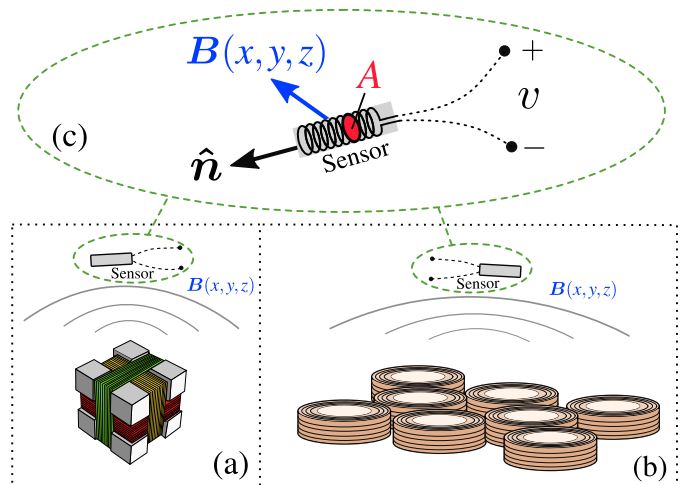 B(x, y, z)
A
+
v
−
(c)
Sensor
n̂
Sensor
B(x,y,z)
Sensor
B(x,y,z)
(a)
(b)